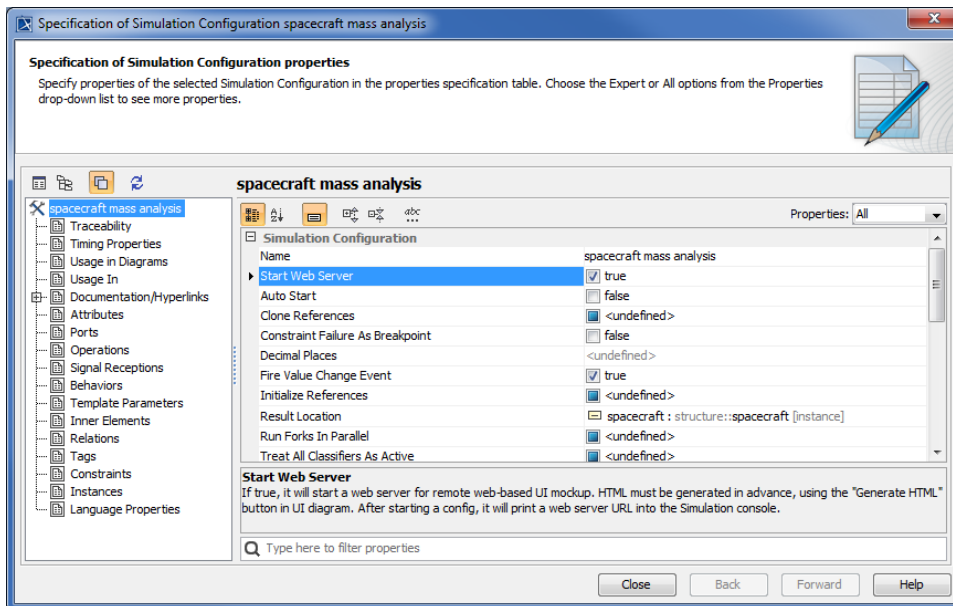 Specification of Simulation Configuration spacecraft mass analysis
Specification of Simulation Configuration properties
Specify properties of the selected Simulation Configuration in the properties specification table. Choose the Expert or All options from the Properties
drop-down list to see more properties.
spacecraft mass analysis
Traceability
Timing Properties
Usage in Diagrams
Usage In
Documentation/Hyperlinks
Attributes
Ports
Operations
Signal Receptions
Behaviors
Template Parameters
Inner Elements
Relations
Tags
Constraints
Instances
Language Properties
spacecraft mass analysis
Properties: All
Simulation Configuration
Name spacecraft mass analysis
Start Web Server true
Auto Start false
Clone References <undefined>
Constraint Failure As Breakpoint false
Decimal Places <undefined>
Fire Value Change Event true
Initialize References <undefined>
Result Location spacecraft : structure::spacecraft [instance]
Run Forks In Parallel <undefined>
Treat All Classifiers As Active <undefined>
Start Web Server
If true, it will start a web server for remote web-based UI mockup. HTML must be generated in advance, using the "Generate HTML"
button in UI diagram. After starting a config, it will print a web server URL into the Simulation console.
Type here to filter properties
Close Back Forward Help